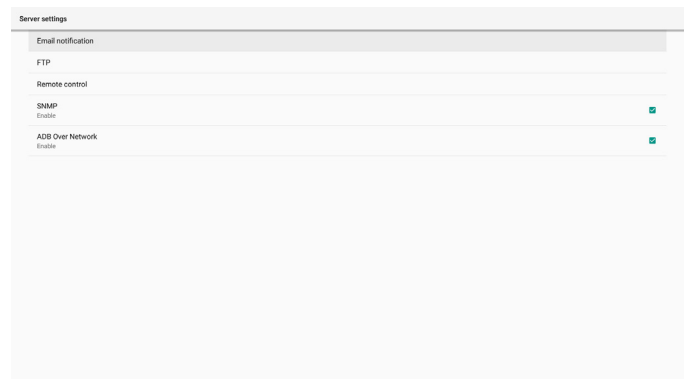 Server settings
Email notification
FTP
Remote control
SNMP
Enable
ADB Over Network
Enable